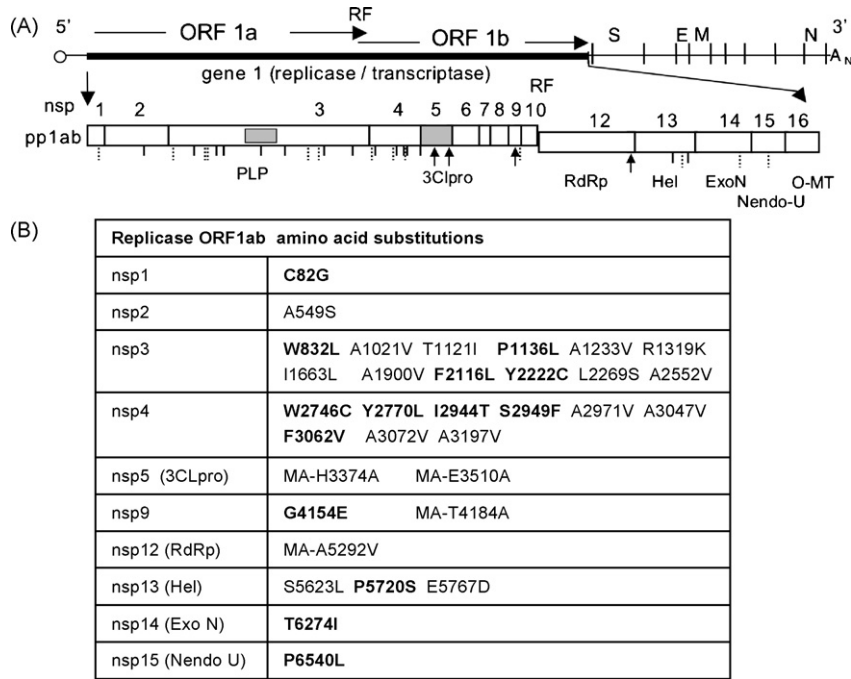 (A)
5' ORF 1a RF ORF 1b S E M N 3'
A N
gene 1 (replicase / transcriptase)
RF
nsp 1 2 3 4 5 6 7 8 9 10 12 13 14 15 16
pp1ab
PLP 3Clpro RdRp Hel ExoN O-MT
Nendo-U
(B)
Replicase ORF1ab amino acid substitutions
nsp1 C82G
nsp2 A549S
nsp3 W832L A1021V T1121I P1136L A1233V R1319K
I1663L A1900V F2116L Y2222C L2269S A2552V
nsp4 W2746C Y2770L I2944T S2949F A2971V A3047V
F3062V A3072V A3197V
nsp5 (3CLpro) MA-H3374A MA-E3510A
nsp9 G4154E MA-T4184A
nsp12 (RdRp) MA-A5292V
nsp13 (Hel) S5623L P5720S E5767D
nsp14 (Exo N) T6274I
nsp15 (Nendo U) P6540L